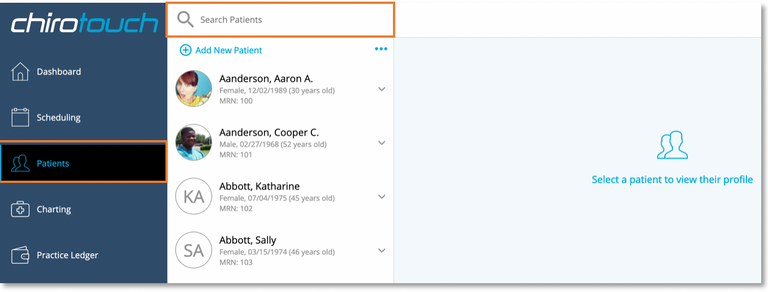 chirotouch
Search Patients
Add New Patient
Dashboard
Scheduling
Patients
Charting
Practice Ledger
Aanderson, Aaron A.
Female, 12/02/1989 (30 years old)
MRN: 100
Aanderson, Cooper C.
Male, 02/27/1968 (52 years old)
MRN: 101
KA
Abbott, Katharine
Female, 07/04/1975 (45 years old)
MRN: 102
SA
Abbott, Sally
Female, 03/15/1974 (46 years old)
MRN: 103
Select a patient to view their profile